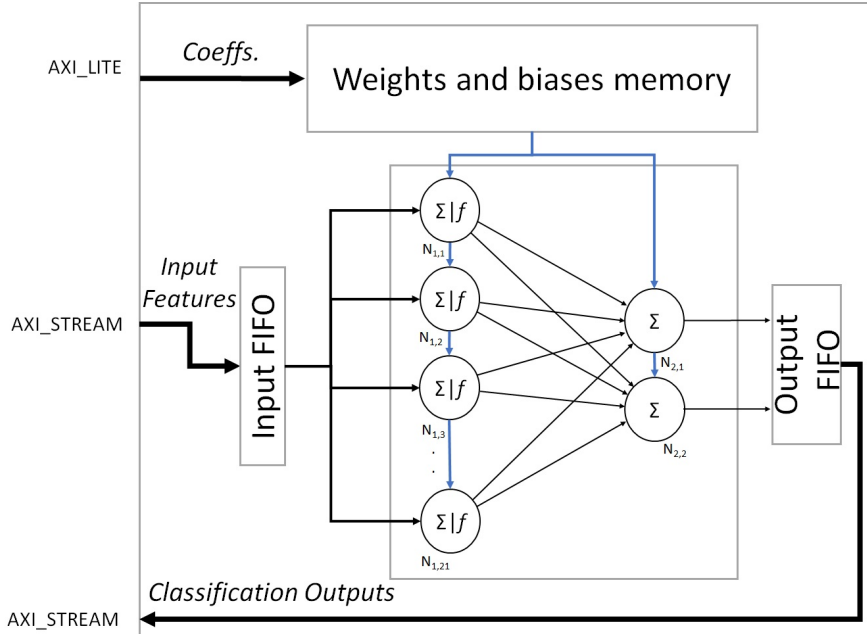 Coeffs.
AXI_LITE
Weights and biases memory
Σ|f
N1,1
Input
Features
AXI_STREAM
Input FIFO
Σ|f
N1,2
Σ
N2,1
Output
FIFO
Σ|f
N1,3
.
.
Σ
N2,2
Σ|f
N1,21
Classification Outputs
AXI_STREAM